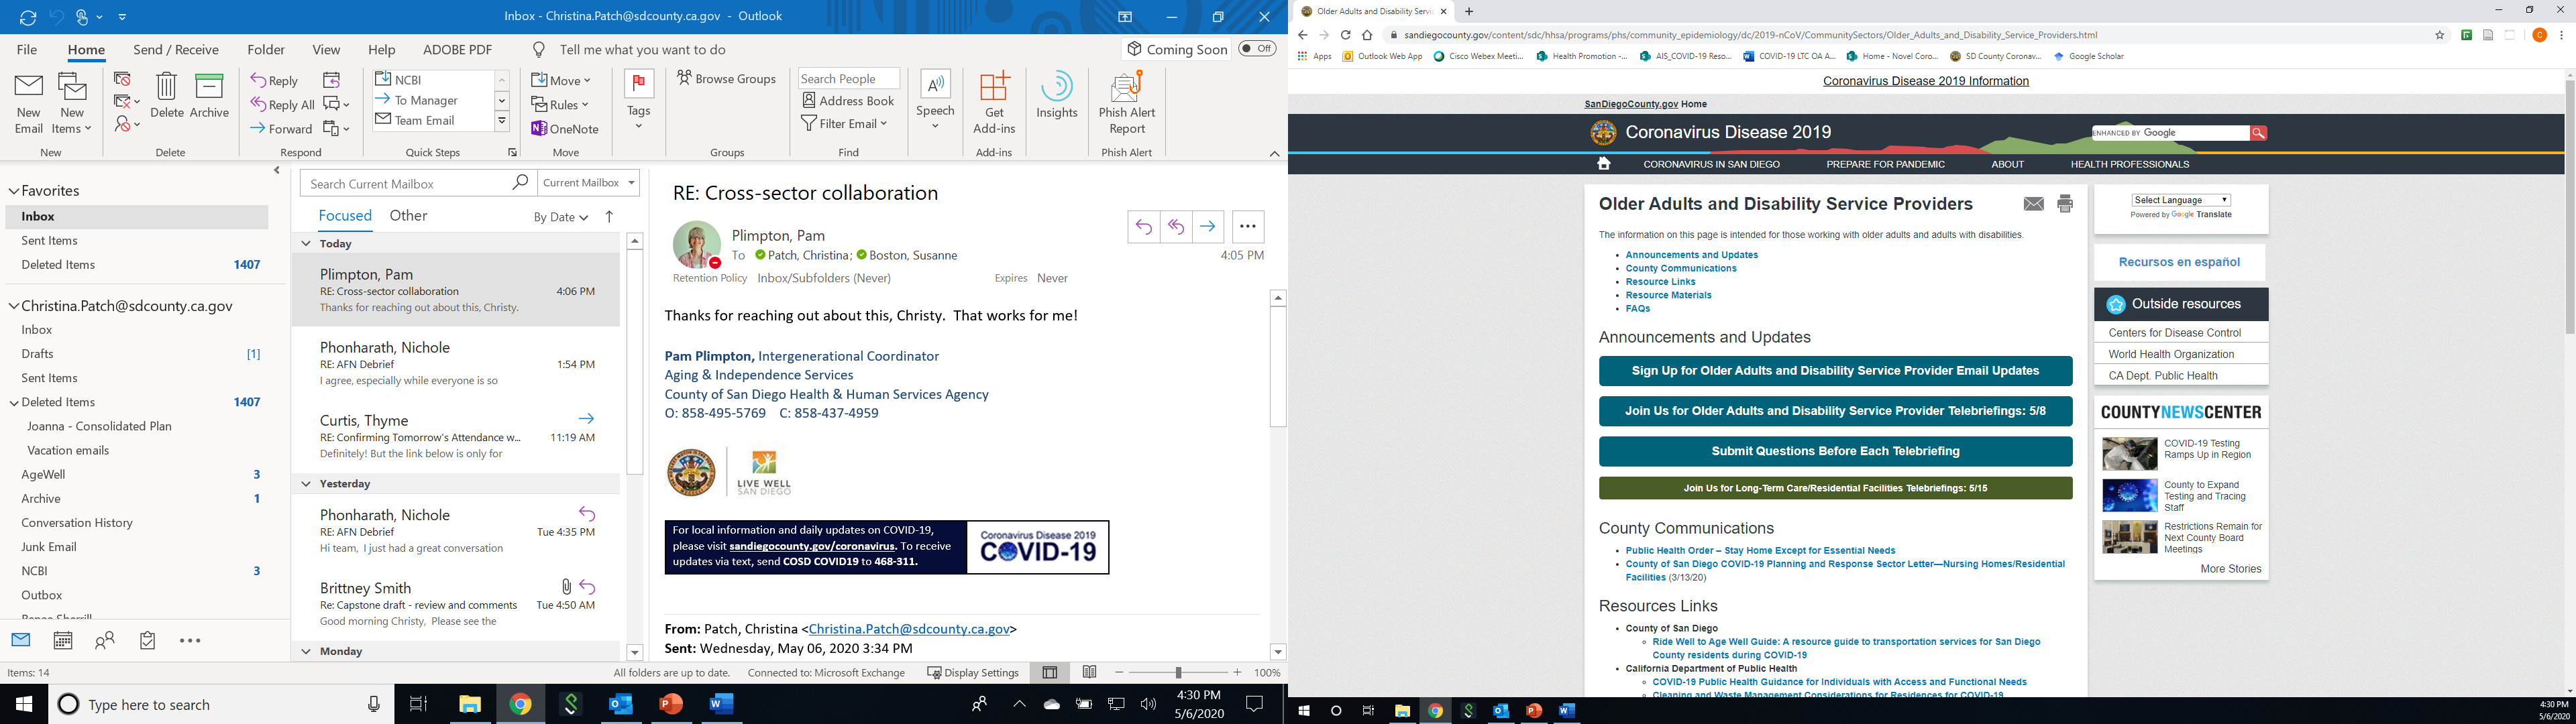 Inbox - Christina.Patch@sdcounty.ca.gov - Outlook
File Home Send / Receive Folder View Help ADOBE PDF Tell me what you want to do Coming Soon Off
New Email
New Items
Delete
Archive
Reply
Reply All
Forward
NCBI
To Manager
Team Email
Move
Rules
OneNote
Tags
Browse Groups
Search People
Address Book
Filter Email
Speech
Get Add-ins
Insights
Phish Alert Report
New Delete Respond Quick Steps Move Groups Find Add-ins Phish Alert
Favorites
Inbox
Sent Items
Deleted Items 1407
Christina.Patch@sdcounty.ca.gov
Inbox
Drafts [1]
Sent Items
Deleted Items 1407
Joanna - Consolidated Plan
Vacation emails
AgeWell 3
Archive 1
Conversation History
Junk Email
NCBI 3
Outbox
Search Current Mailbox Current Mailbox
Focused Other By Date
Today
Plimpton, Pam
RE: Cross-sector collaboration 4:06 PM
Thanks for reaching out about this, Christy.
Phonharath, Nichole
RE: AFN Debrief 1:54 PM
I agree, especially while everyone is so
Curtis, Thyme
RE: Confirming Tomorrow's Attendance w... 11:19 AM
Definitely! But the link below is only for
Yesterday
Phonharath, Nichole
RE: AFN Debrief Tue 4:35 PM
Hi team, I just had a great conversation
Brittney Smith
Re: Capstone draft - review and comments Tue 4:50 AM
Good morning Christy, Please see the
Monday
RE: Cross-sector collaboration
Plimpton, Pam
To Patch, Christina; Boston, Susanne 4:05 PM
Retention Policy Inbox/Subfolders (Never) Expires Never
Thanks for reaching out about this, Christy. That works for me!
Pam Plimpton, Intergenerational Coordinator
Aging & Independence Services
County of San Diego Health & Human Services Agency
O: 858-495-5769 C: 858-437-4959
LIVE WELL
SAN DIEGO
For local information and daily updates on COVID-19,
please visit sandiegocounty.gov/coronavirus. To receive
updates via text, send COSD COVID19 to 468-311.
Coronavirus Disease 2019
COVID-19
From: Patch, Christina <Christina.Patch@sdcounty.ca.gov>
Sent: Wednesday, May 06, 2020 3:34 PM
Items: 14 All folders are up to date. Connected to: Microsoft Exchange Display Settings 100%
Type here to search
4:30 PM
5/6/2020
Older Adults and Disability Servi
sandiegocounty.gov/content/sdc/hhsa/programs/phs/community_epidemiology/dc/2019-nCoV/CommunitySectors/Older_Adults_and_Disability_Service_Providers.html
Apps Outlook Web App Cisco Webex Meeti... Health Promotion -... AIS_COVID-19 Reso... COVID-19 LTC OA A... Home - Novel Coro... SD County Coronav... Google Scholar
Coronavirus Disease 2019 Information
SanDiegoCounty.gov Home
Coronavirus Disease 2019
ENHANCED BY Google
CORONAVIRUS IN SAN DIEGO PREPARE FOR PANDEMIC ABOUT HEALTH PROFESSIONALS
Older Adults and Disability Service Providers
The information on this page is intended for those working with older adults and adults with disabilities.
Announcements and Updates
County Communications
Resource Links
Resource Materials
FAQs
Announcements and Updates
Sign Up for Older Adults and Disability Service Provider Email Updates
Join Us for Older Adults and Disability Service Provider Telebriefings: 5/8
Submit Questions Before Each Telebriefing
Join Us for Long-Term Care/Residential Facilities Telebriefings: 5/15
County Communications
Public Health Order – Stay Home Except for Essential Needs
County of San Diego COVID-19 Planning and Response Sector Letter—Nursing Homes/Residential
Facilities (3/13/20)
Resources Links
County of San Diego
Ride Well to Age Well Guide: A resource guide to transportation services for San Diego
County residents during COVID-19
California Department of Public Health
COVID-19 Public Health Guidance for Individuals with Access and Functional Needs
Cleaning and Waste Management Considerations for Residences for COVID-19
Select Language
Powered by Google Translate
Recursos en español
Outside resources
Centers for Disease Control
World Health Organization
CA Dept. Public Health
COUNTYNEWSCENTER
COVID-19 Testing
Ramps Up in Region
County to Expand
Testing and Tracing
Staff
Restrictions Remain for
Next County Board
Meetings
More Stories
4:30 PM
5/6/2020